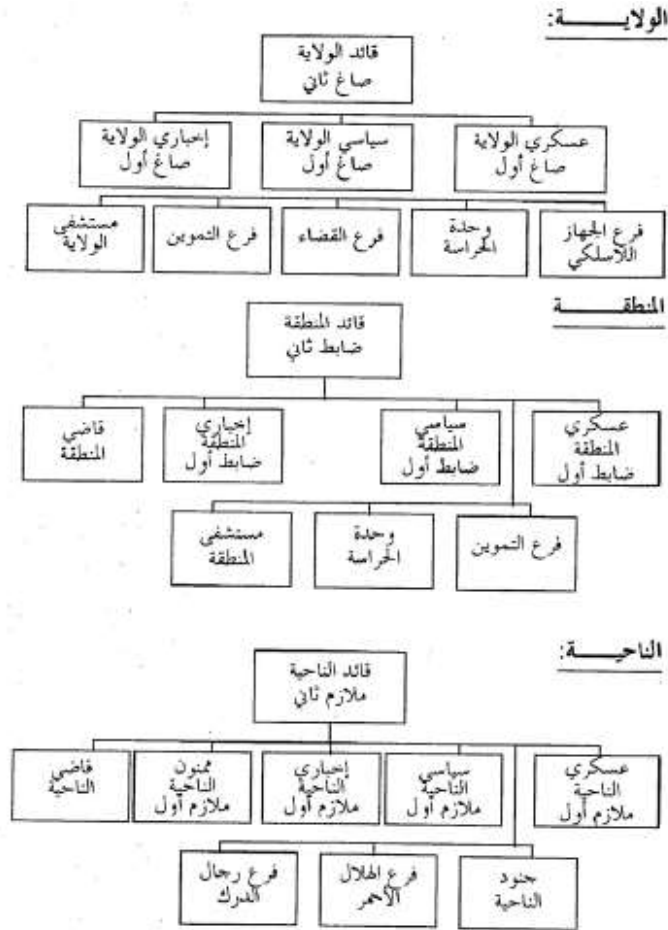 الولايــــــة:
قائد الولاية
صاغ ثاني
عسكري الولاية
صاغ أول
سياسي الولاية
صاغ أول
إخباري الولاية
صاغ أول
فرع الجهاز
اللاسلكي
وحدة
الحراسة
فرع القضاء
فرع التموين
مستشفى
الولاية
المنطقــــــة
قائد المنطقة
ضابط ثاني
عسكري
المنطقة
ضابط أول
سياسي
المنطقة
ضابط أول
إخباري
المنطقة
ضابط أول
قاضي
المنطقة
فرع التموين
وحدة
الحراسة
مستشفى
المنطقة
الناحيــــــة:
قائد الناحية
ملازم ثاني
عسكري
الناحية
ملازم أول
سياسي
الناحية
ملازم أول
إخباري
الناحية
ملازم أول
ممنون
الناحية
ملازم أول
قاضي
الناحية
جنود
الناحية
فرع الهلال
الأحمر
فرع رجال
الدرك